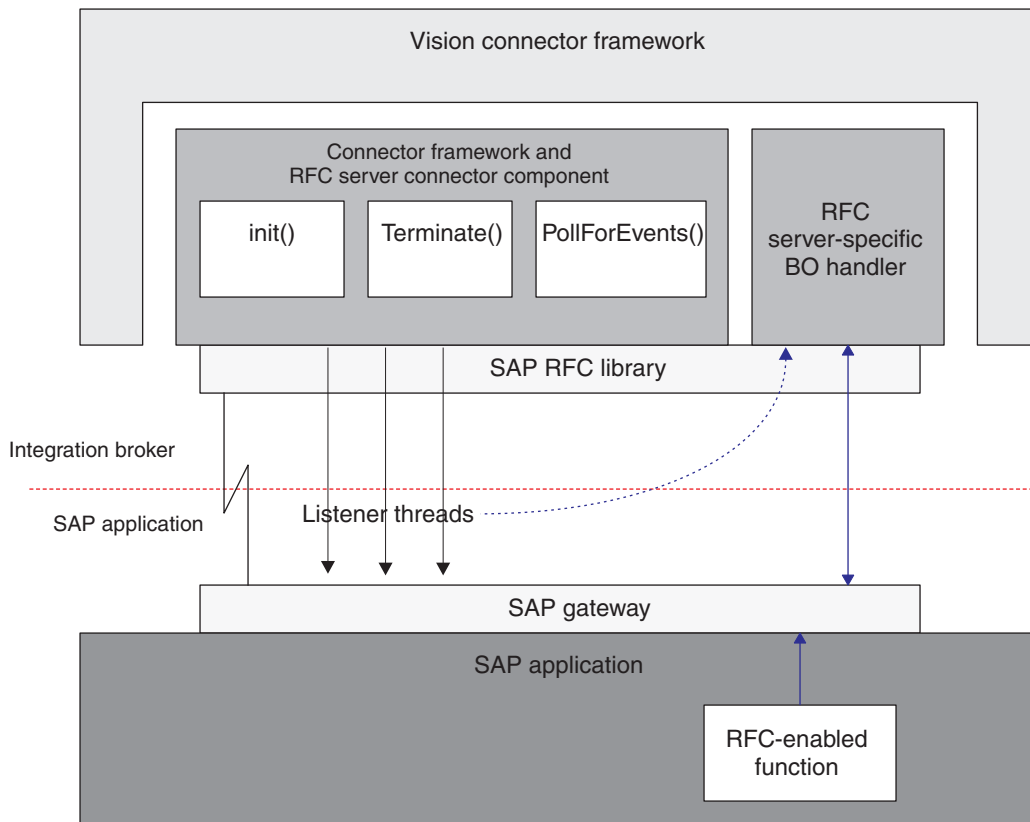 Vision connector framework
Connector framework and
RFC server connector component
init()
Terminate()
PollForEvents()
RFC
server-specific
BO handler
SAP RFC library
Integration broker
SAP application
Listener threads
SAP gateway
SAP application
RFC-enabled
function